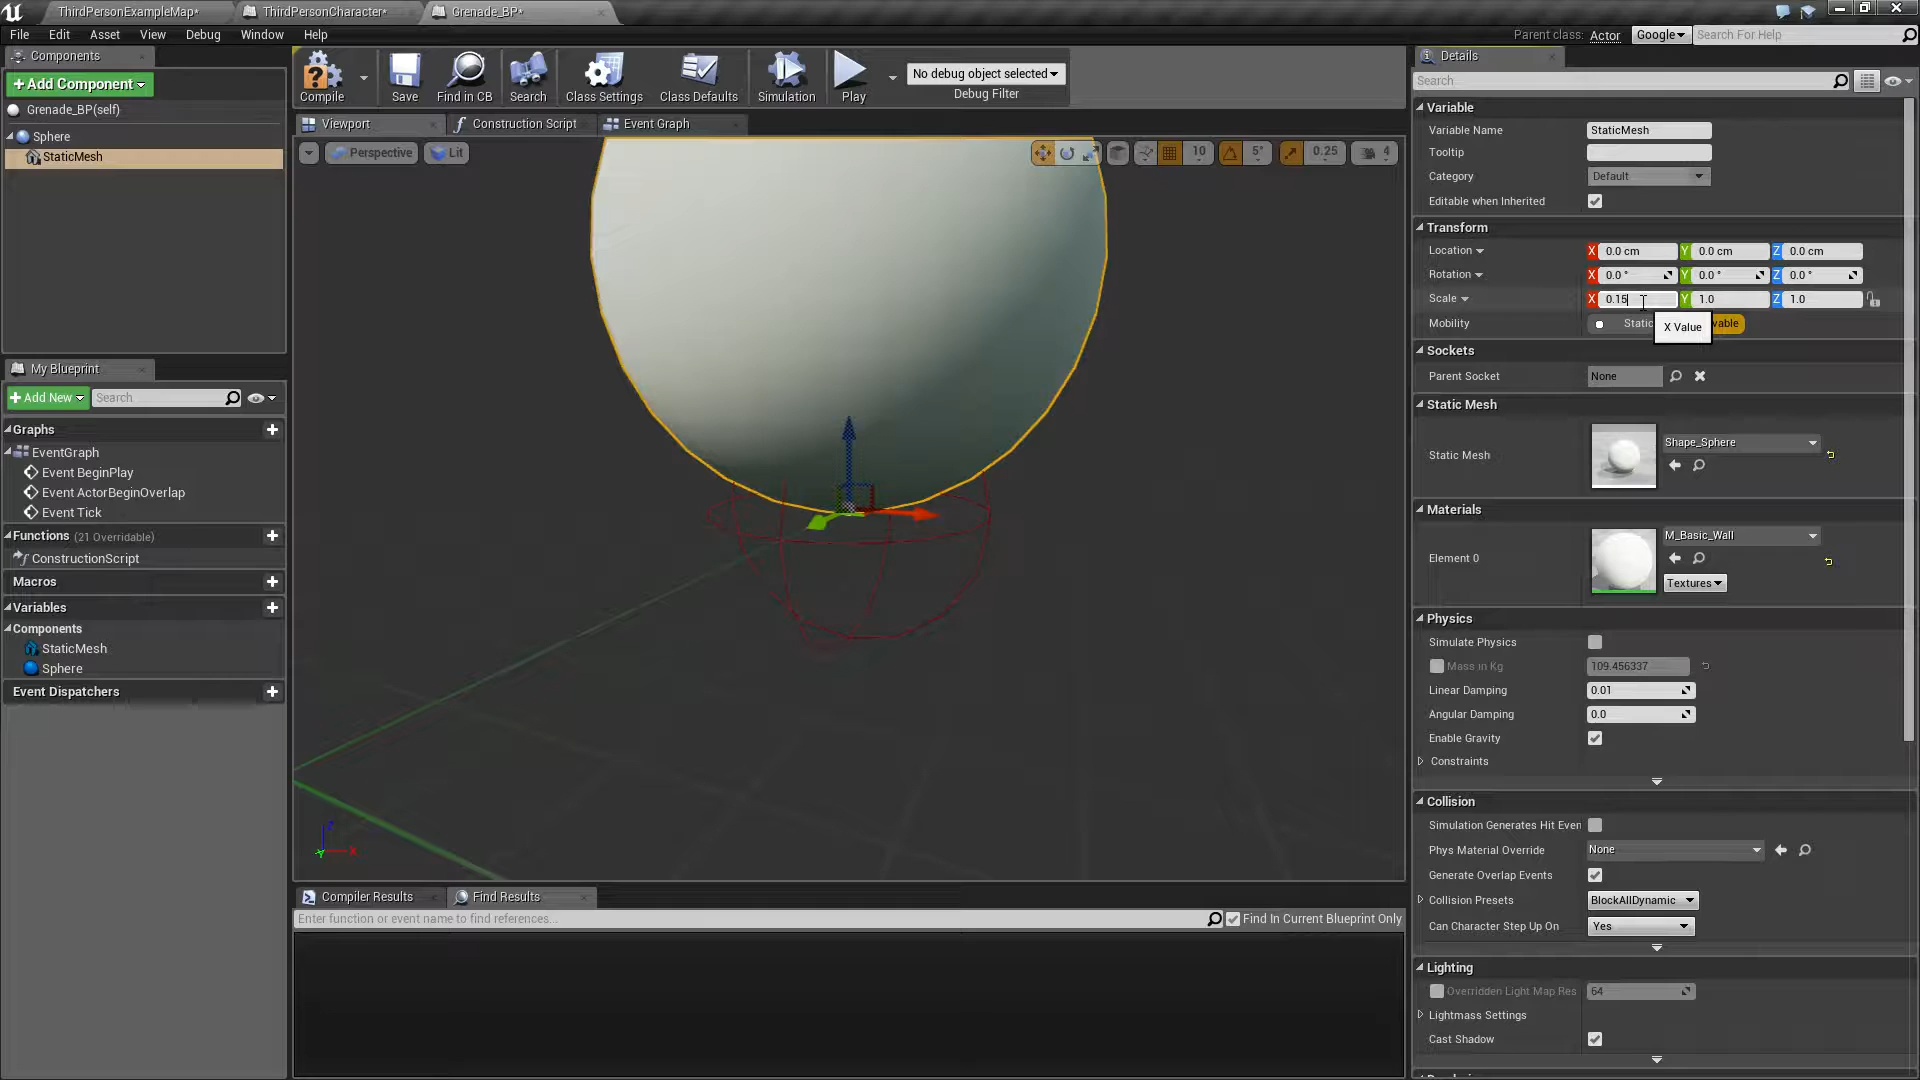 ThirdPersonExampleMap*
ThirdPersonCharacter*
Grenade_BP*
File Edit Asset View Debug Window Help
Parent class: Actor Google Search For Help
Components
+Add Component
Grenade_BP(self)
Sphere
StaticMesh
Compile Save Find in CB Search Class Settings Class Defaults Simulation Play
No debug object selected
Debug Filter
Viewport Construction Script Event Graph
Perspective Lit 10 5° 0.25 4
My Blueprint
+Add New Search
Graphs
EventGraph
Event BeginPlay
Event ActorBeginOverlap
Event Tick
Functions (21 Overridable)
ConstructionScript
Macros
Variables
Components
StaticMesh
Sphere
Event Dispatchers
Z
Y X
Compiler Results Find Results
Enter function or event name to find references...
Find In Current Blueprint Only
Details
Search
Variable
Variable Name StaticMesh
Tooltip
Category Default
Editable when Inherited
Transform
Location X 0.0 cm Y 0.0 cm Z 0.0 cm
Rotation X 0.0 ° Y 0.0 ° Z 0.0 °
Scale X 0.15 Y 1.0 Z 1.0
Mobility Static vable
X Value
Sockets
Parent Socket None
Static Mesh
Static Mesh Shape_Sphere
Materials
Element 0 M_Basic_Wall
Textures
Physics
Simulate Physics
Mass in Kg 109.456337
Linear Damping 0.01
Angular Damping 0.0
Enable Gravity
Constraints
Collision
Simulation Generates Hit Even
Phys Material Override None
Generate Overlap Events
Collision Presets BlockAllDynamic
Can Character Step Up On Yes
Lighting
Overridden Light Map Res 64
Lightmass Settings
Cast Shadow